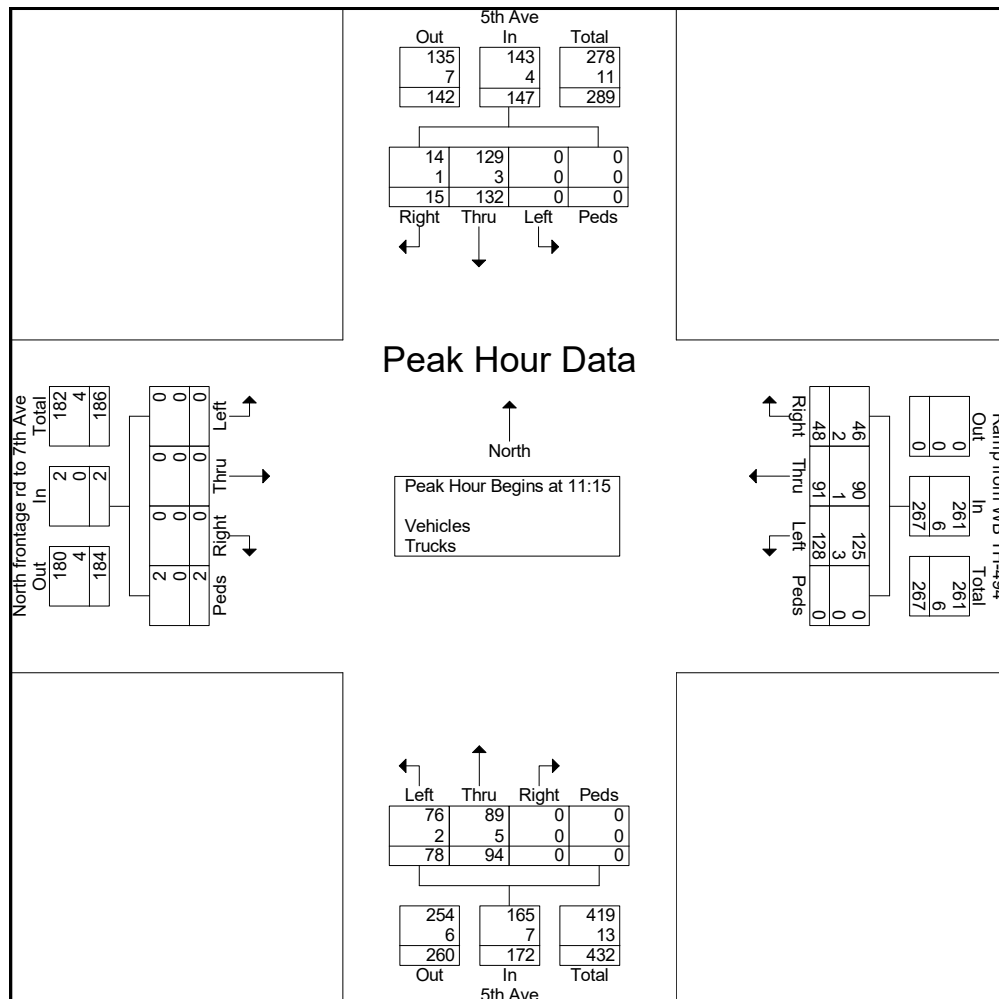 5th Ave
Out In Total
135 143 278
7 4 11
142 147 289
14 129 0 0
1 3 0 0
15 132 0 0
Right Thru Left Peds
Peak Hour Data
North
Peak Hour Begins at 11:15
Vehicles
Trucks
North frontage rd to 7th Ave
Out In Total
180 2 182
4 0 4
184 2 186
2 0 0 0
0 0 0 0
2 0 0 0
Peds Right Thru Left
Ramp from WB TH-494
Out In Total
0 261 261
0 6 6
0 267 267
46 90 125 0
2 1 3 0
48 91 128 0
Right Thru Left Peds
Left Thru Right Peds
76 89 0 0
2 5 0 0
78 94 0 0
254 165 419
6 7 13
260 172 432
Out In Total
5th Ave